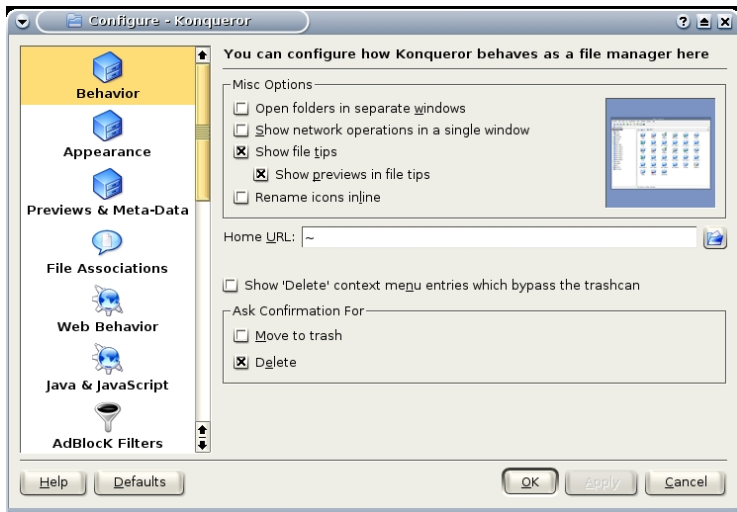 Configure - Konqueror
Behavior
Appearance
Previews & Meta-Data
File Associations
Web Behavior
Java & JavaScript
AdBlocK Filters
You can configure how Konqueror behaves as a file manager here
Misc Options
Open folders in separate windows
Show network operations in a single window
Show file tips
Show previews in file tips
Rename icons inline
Home URL: ~
Show 'Delete' context menu entries which bypass the trashcan
Ask Confirmation For
Move to trash
Delete
Help Defaults OK Apply Cancel